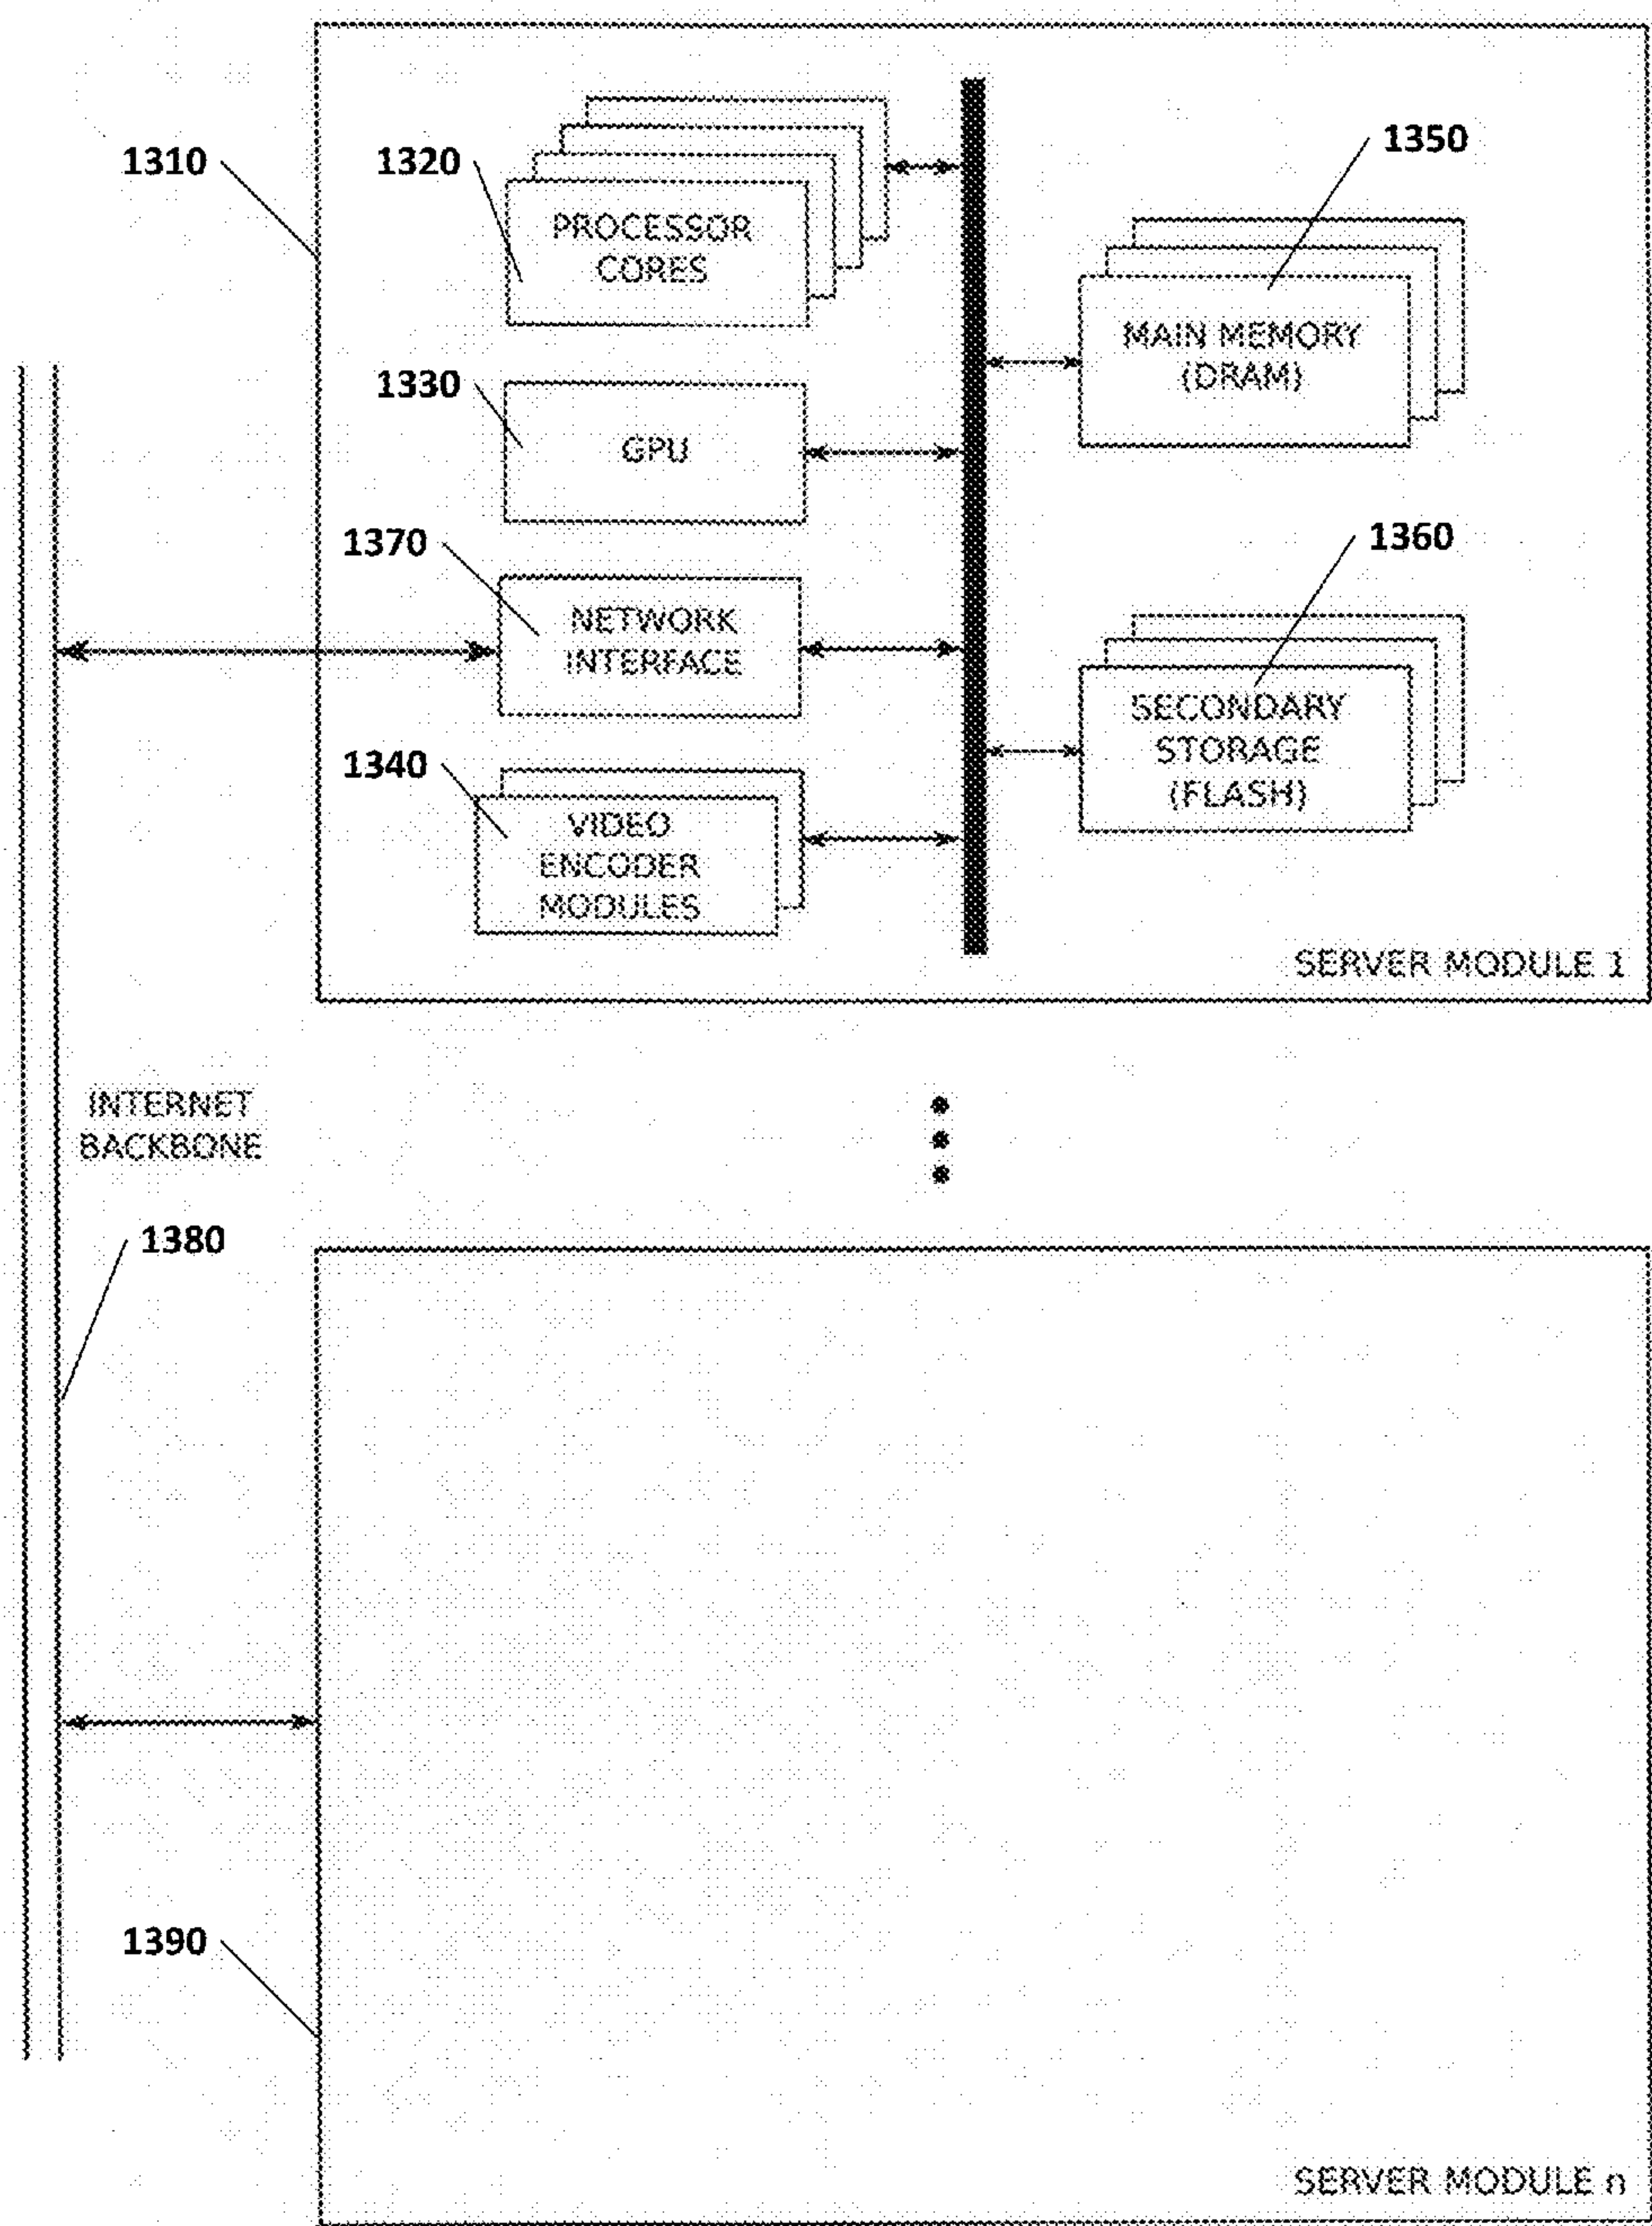 1310
1320
PROCESSOR
CORES
1350
MAIN MEMORY
(DRAM)
1330
GPU
1370
NETWORK
INTERFACE
1360
SECONDARY
STORAGE
(FLASH)
1340
VIDEO
ENCODER
MODULES
SERVER MODULE 1
INTERNET
BACKBONE
1380
1390
SERVER MODULE n